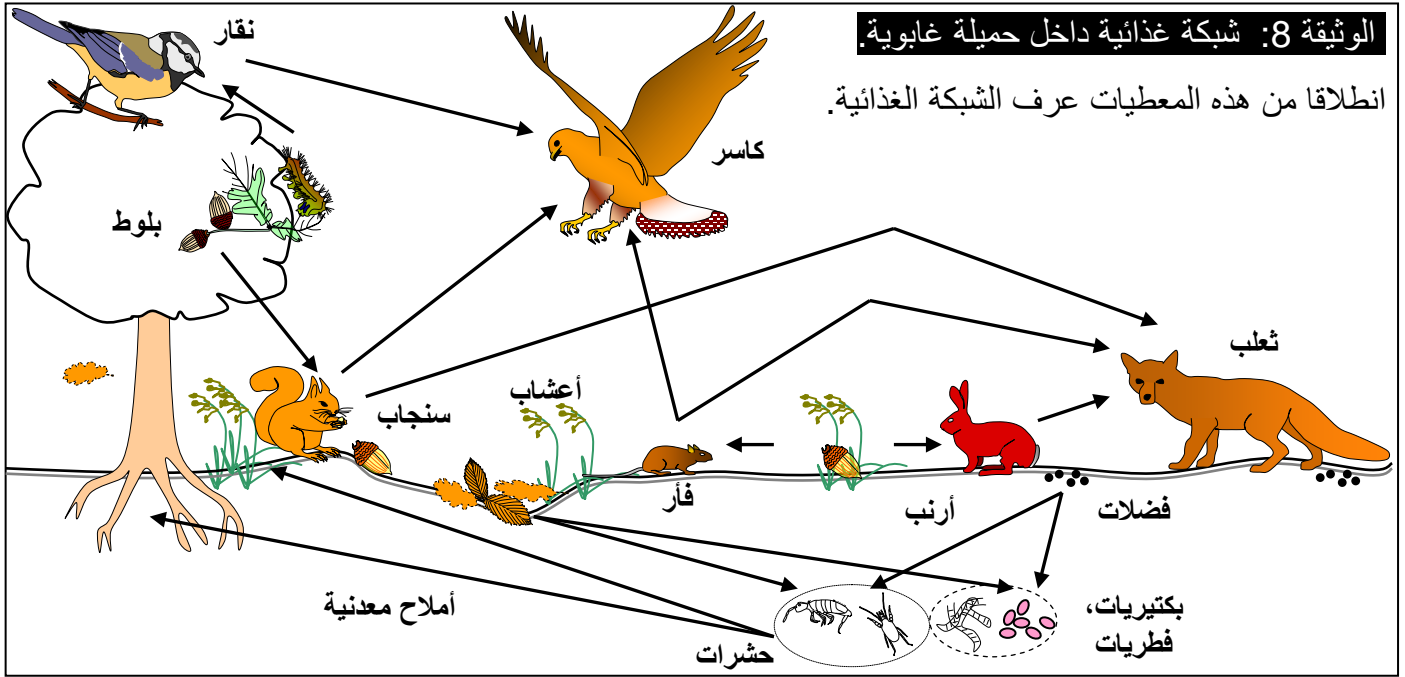 الوثيقة 8: شبكة غذائية داخل حميلة غابوية.
انطلاقا من هذه المعطيات عرف الشبكة الغذائية.
نقار
كاسر
بلوط
ثعلب
أعشاب
سنجاب
فأر
أرنب
فضلات
أملاح معدنية
بكتيريات،
فطريات
حشرات